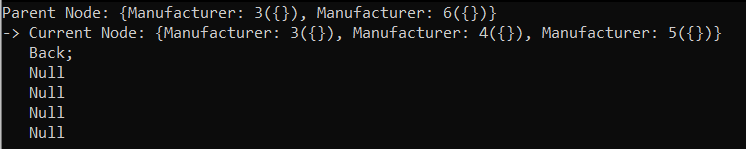 Parent Node: {Manufacturer: 3({}), Manufacturer: 6({})}
-> Current Node: {Manufacturer: 3({}), Manufacturer: 4({}), Manufacturer: 5({})}
Back;
Null
Null
Null
Null